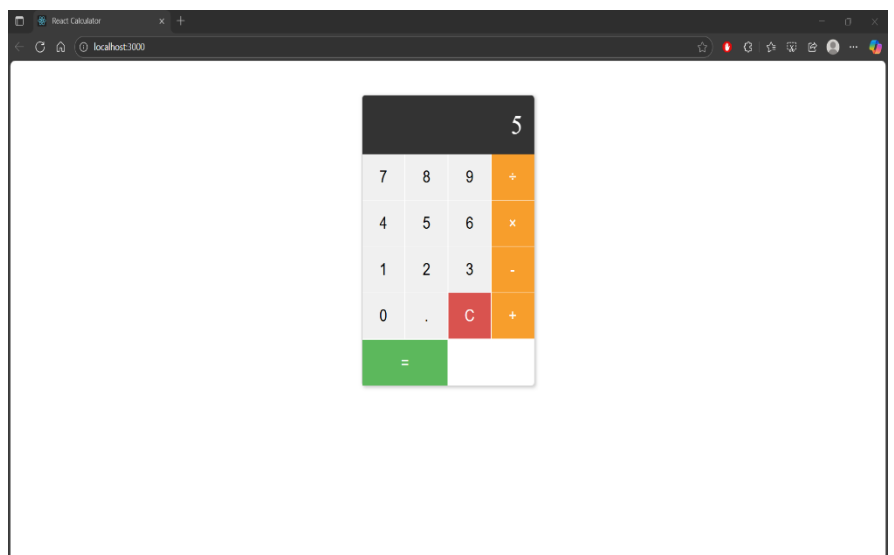 React Calculator
localhost:3000
5
7 8 9 ÷
4 5 6 ×
1 2 3 -
0 . C +
=